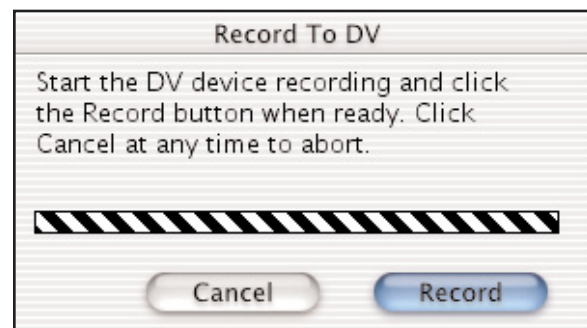 Record To DV
Start the DV device recording and click
the Record button when ready. Click
Cancel at any time to abort.
Cancel
Record